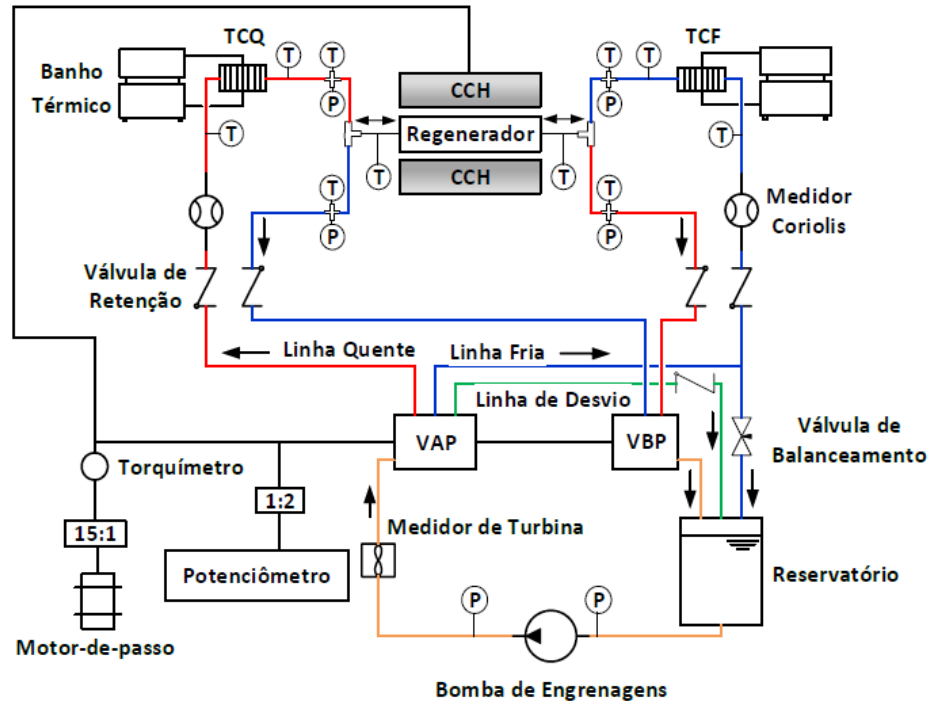 TCQ
TCF
T
T
T
T
Banho
Térmico
CCH
P
P
Regenerador
T
T
CCH
T
T
T
T
P
P
Medidor
Coriolis
Válvula de
Retenção
Linha Quente
Linha Fria
Linha de Desvio
VAP
VBP
Válvula de
Balanceamento
Torquímetro
1:2
15:1
Medidor de Turbina
Potenciômetro
Reservatório
P
P
Motor-de-passo
Bomba de Engrenagens